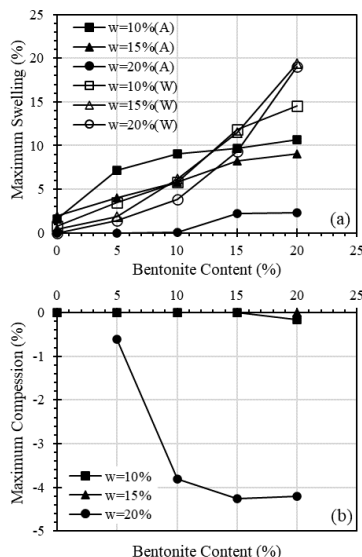 25
w=10%(A)
w=15%(A)
w=20%(A)
w=10%(W)
w=15%(W)
w=20%(W)
20
15
10
5
0
Maximum Swelling (%)
(a)
0 5 10 15 20 25
Bentonite Content (%)
0 5 10 15 20 25
0
-1
-2
-3
-4
-5
Maximum Compession (%)
w=10%
w=15%
w=20%
(b)
Bentonite Content (%)